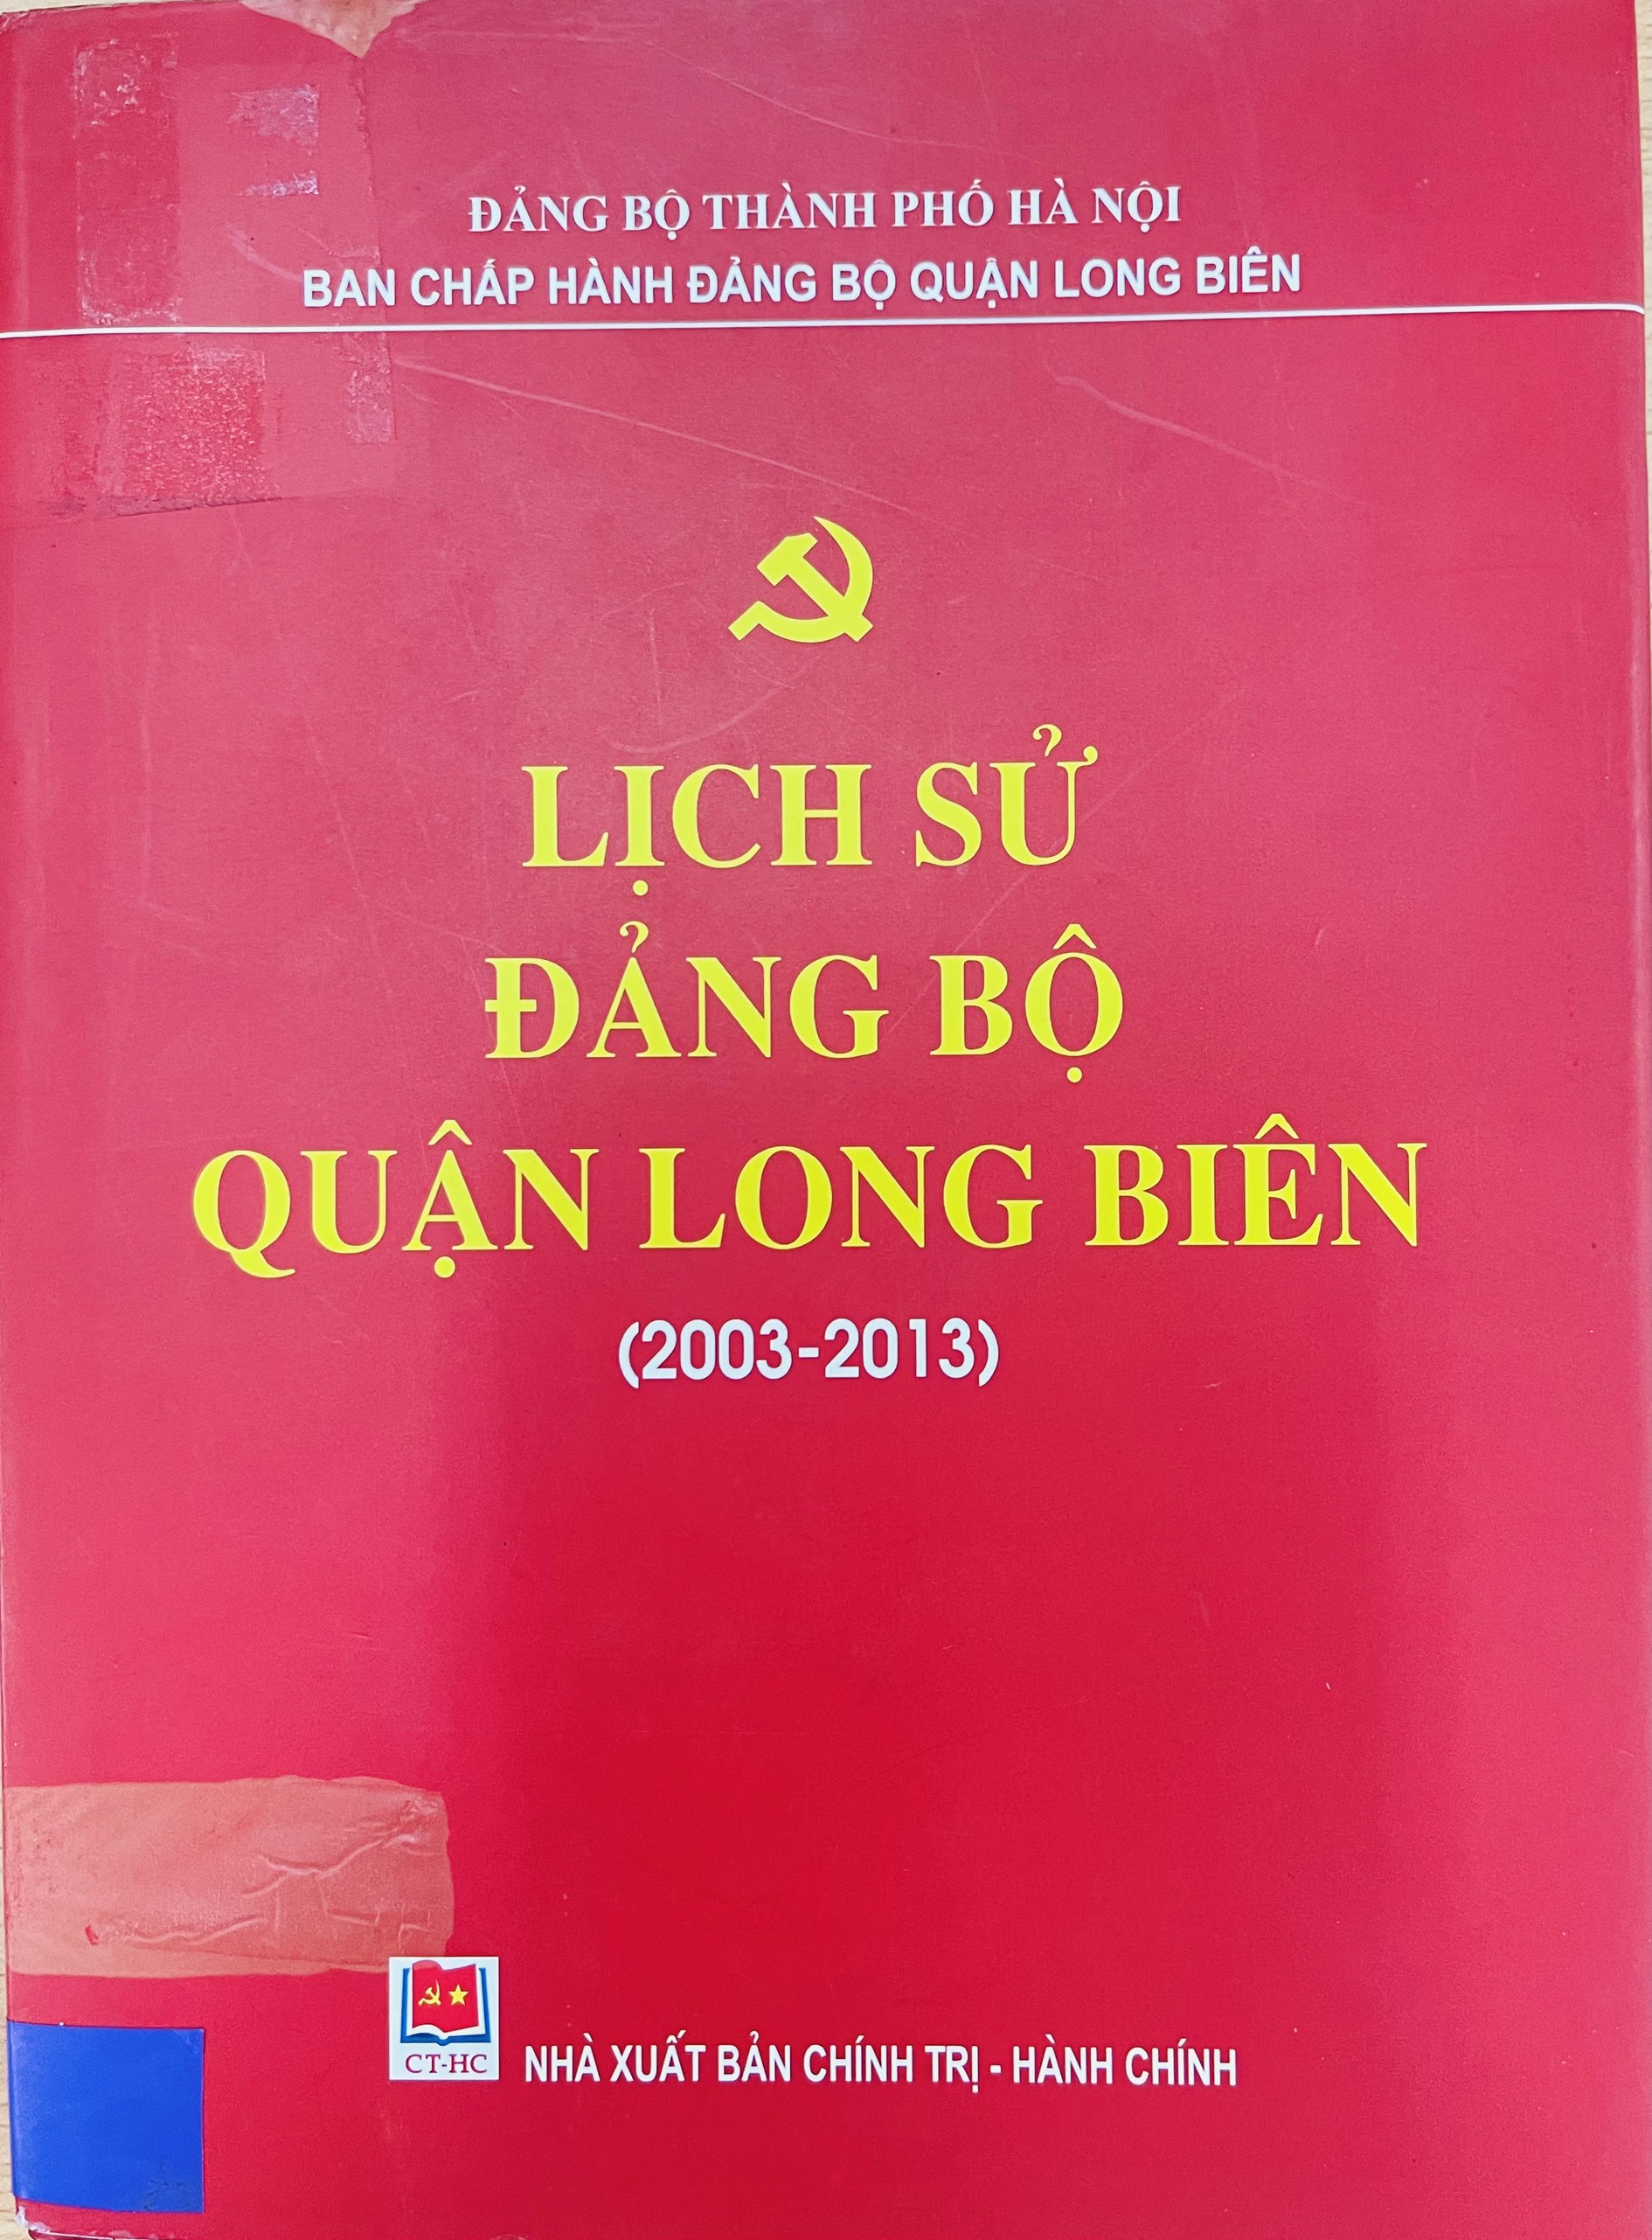 ĐẢNG BỘ THÀNH PHỐ HÀ NỘI
BAN CHẤP HÀNH ĐẢNG BỘ QUẬN LONG BIÊN
LỊCH SỬ
ĐẢNG BỘ
QUẬN LONG BIÊN
(2003-2013)
CT-HC
NHÀ XUẤT BẢN CHÍNH TRỊ - HÀNH CHÍNH